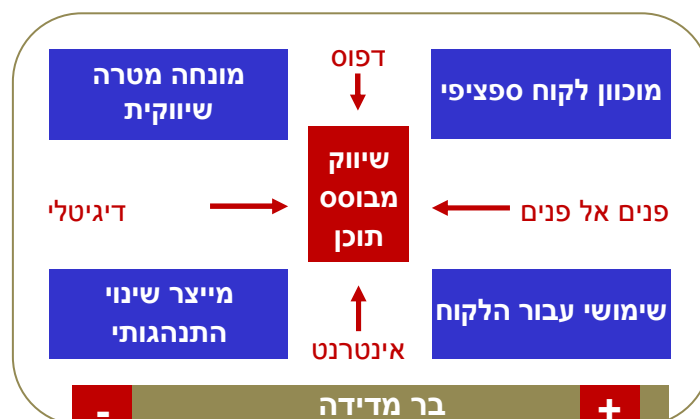 דפוס
מוכוון לקוח ספציפי
מונחה מטרה
שיווקית
שיווק
מבוסס
תוכן
פנים אל פנים
דיגיטלי
שימושי עבור הלקוח
מייצר שינוי
התנהגותי
אינטרנט
+
בר מדידה
-